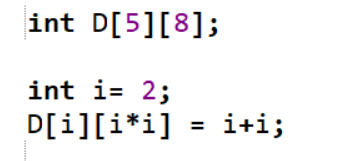 int D[5][8];
int i= 2;
D[i][i*i] = i+i;